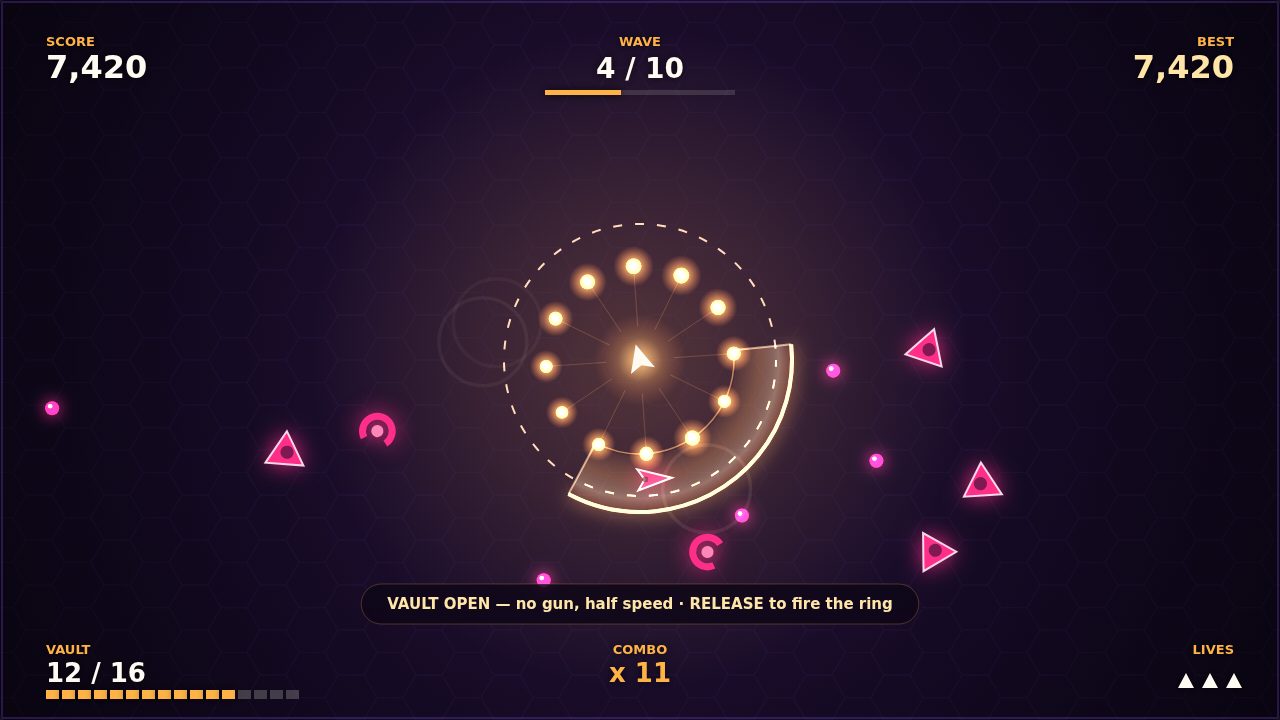 SCORE
7,420
WAVE
4 / 10
BEST
7,420
VAULT OPEN — no gun, half speed · RELEASE to fire the ring
VAULT
12 / 16
COMBO
x 11
LIVES